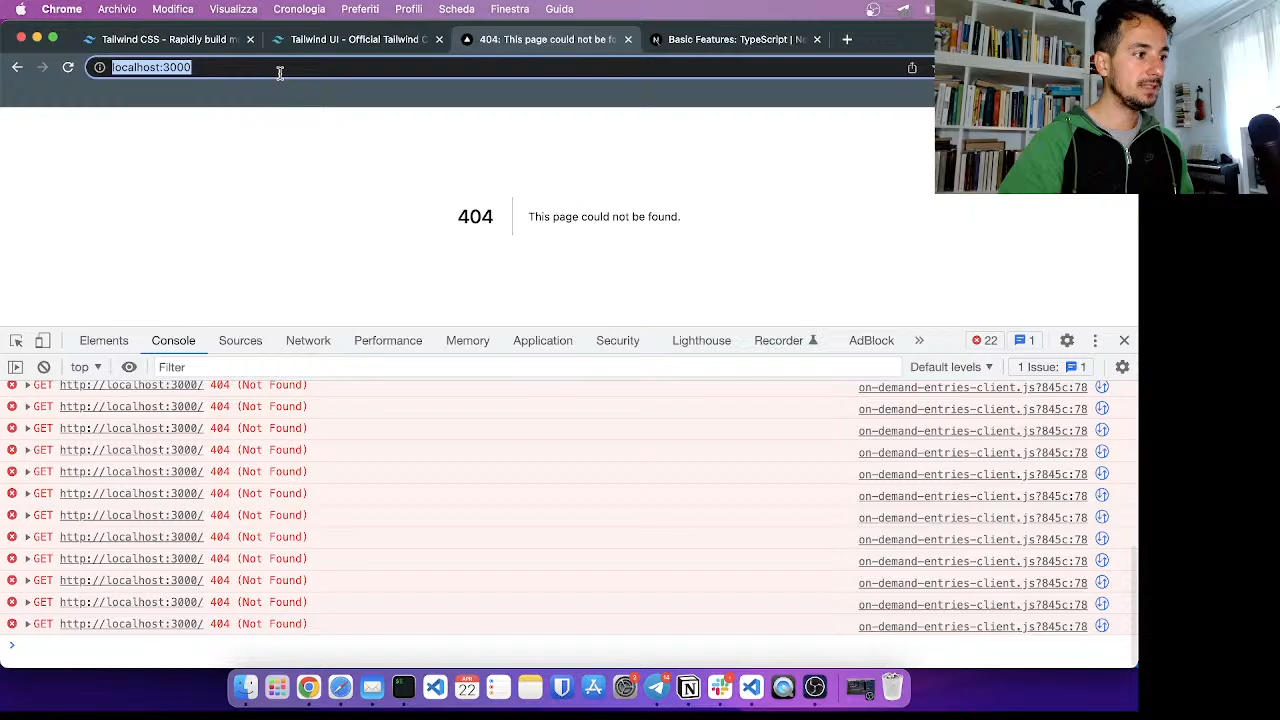 Chrome Archivio Modifica Visualizza Cronologia Preferiti Profili Scheda Finestra Guida
Tailwind CSS - Rapidly build m Tailwind UI - Official Tailwind C 404: This page could not be fo Basic Features: TypeScript | Ne
localhost:3000
404 This page could not be found.
Elements Console Sources Network Performance Memory Application Security Lighthouse Recorder AdBlock 22 1
top Filter Default levels 1 Issue: 1
GET http://localhost:3000/ 404 (Not Found) on-demand-entries-client.js?845c:78
GET http://localhost:3000/ 404 (Not Found) on-demand-entries-client.js?845c:78
GET http://localhost:3000/ 404 (Not Found) on-demand-entries-client.js?845c:78
GET http://localhost:3000/ 404 (Not Found) on-demand-entries-client.js?845c:78
GET http://localhost:3000/ 404 (Not Found) on-demand-entries-client.js?845c:78
GET http://localhost:3000/ 404 (Not Found) on-demand-entries-client.js?845c:78
GET http://localhost:3000/ 404 (Not Found) on-demand-entries-client.js?845c:78
GET http://localhost:3000/ 404 (Not Found) on-demand-entries-client.js?845c:78
GET http://localhost:3000/ 404 (Not Found) on-demand-entries-client.js?845c:78
GET http://localhost:3000/ 404 (Not Found) on-demand-entries-client.js?845c:78
GET http://localhost:3000/ 404 (Not Found) on-demand-entries-client.js?845c:78
GET http://localhost:3000/ 404 (Not Found) on-demand-entries-client.js?845c:78
APR
22 2 14